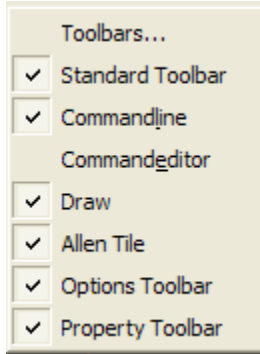 Toolbars...
Standard Toolbar
Commandline
Commandeditor
Draw
Allen Tile
Options Toolbar
Property Toolbar